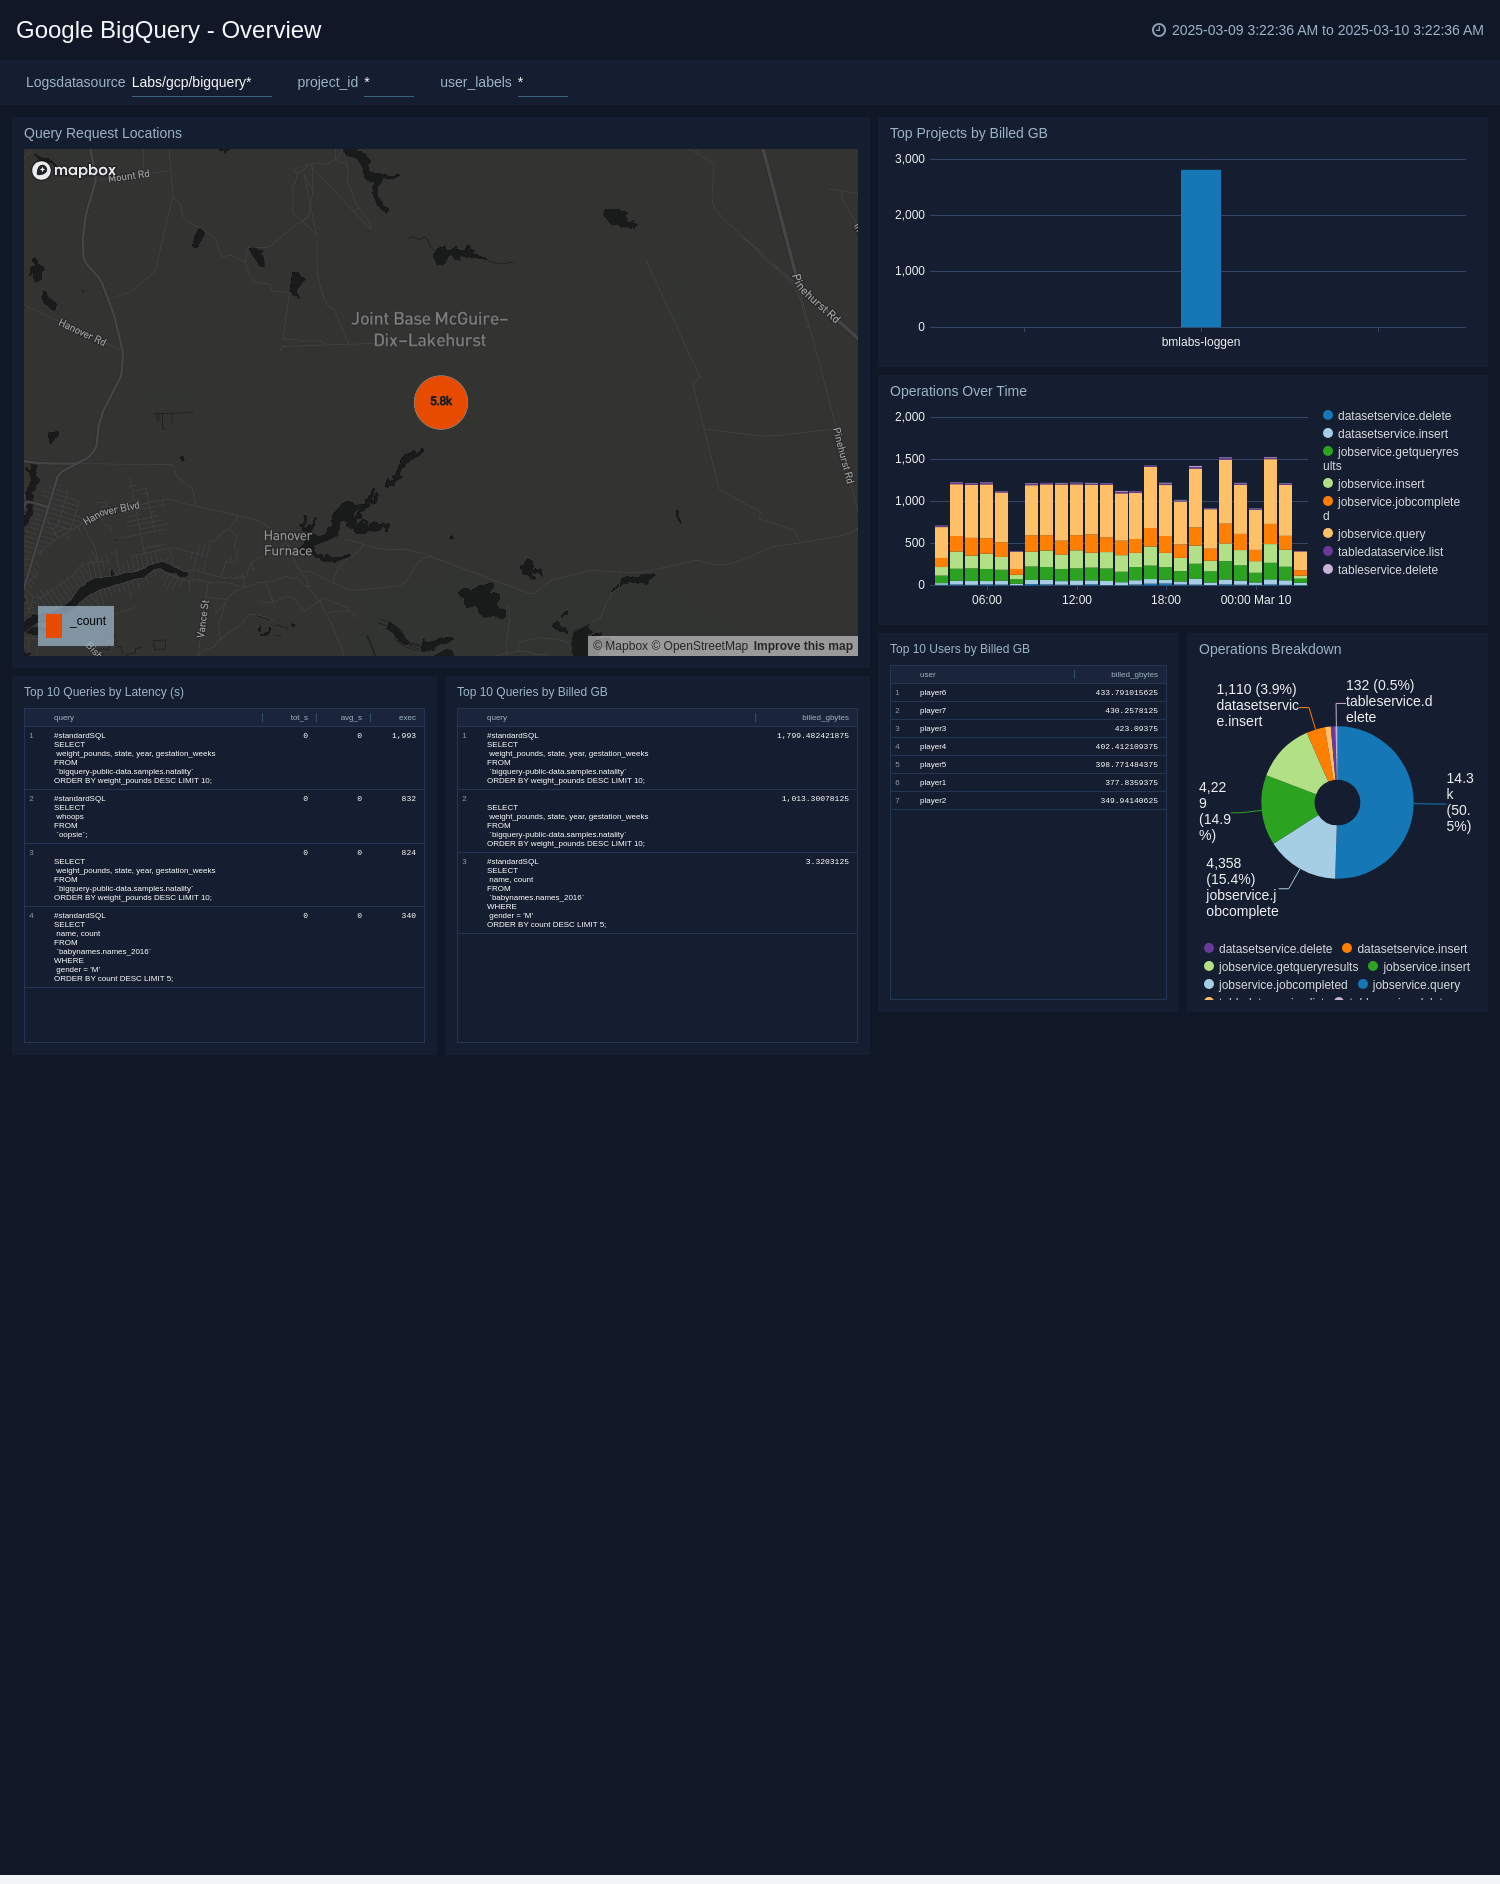 Google BigQuery - Overview
2025-03-09 3:22:36 AM to 2025-03-10 3:22:36 AM
Logsdatasource Labs/gcp/bigquery*
project_id *
user_labels *
Query Request Locations
mapbox
Mount Rd
Pinehurst Rd
Hanover Rd
Joint Base McGuire–
Dix–Lakehurst
5.8k
Pinehurst Rd
Hanover Blvd
Hanover
Furnace
Vance St
_count
© Mapbox © OpenStreetMap Improve this map
Top Projects by Billed GB
3,000
2,000
1,000
0
bmlabs-loggen
Operations Over Time
2,000
1,500
1,000
500
0
06:00
12:00
18:00
00:00 Mar 10
datasetservice.delete
datasetservice.insert
jobservice.getqueryres
ults
jobservice.insert
jobservice.jobcomplete
d
jobservice.query
tabledataservice.list
tableservice.delete
Top 10 Queries by Latency (s)
query tot_s avg_s exec
1 #standardSQL 0 0 1,993
SELECT
weight_pounds, state, year, gestation_weeks
FROM
`bigquery-public-data.samples.natality`
ORDER BY weight_pounds DESC LIMIT 10;
2 #standardSQL 0 0 832
SELECT
whoops
FROM
`oopsie`;
3 0 0 824
SELECT
weight_pounds, state, year, gestation_weeks
FROM
`bigquery-public-data.samples.natality`
ORDER BY weight_pounds DESC LIMIT 10;
4 #standardSQL 0 0 340
SELECT
name, count
FROM
`babynames.names_2016`
WHERE
gender = 'M'
ORDER BY count DESC LIMIT 5;
Top 10 Queries by Billed GB
query billed_gbytes
1 #standardSQL 1,799.482421875
SELECT
weight_pounds, state, year, gestation_weeks
FROM
`bigquery-public-data.samples.natality`
ORDER BY weight_pounds DESC LIMIT 10;
2 1,013.30078125
SELECT
weight_pounds, state, year, gestation_weeks
FROM
`bigquery-public-data.samples.natality`
ORDER BY weight_pounds DESC LIMIT 10;
3 #standardSQL 3.3203125
SELECT
name, count
FROM
`babynames.names_2016`
WHERE
gender = 'M'
ORDER BY count DESC LIMIT 5;
Top 10 Users by Billed GB
user billed_gbytes
1 player6 433.791015625
2 player7 430.2578125
3 player3 423.09375
4 player4 402.412109375
5 player5 398.771484375
6 player1 377.8359375
7 player2 349.94140625
Operations Breakdown
1,110 (3.9%)
datasetservic
e.insert
132 (0.5%)
tableservice.d
elete
14.3
k
(50.
5%)
4,22
9
(14.9
%)
4,358
(15.4%)
jobservice.j
obcomplete
datasetservice.delete datasetservice.insert
jobservice.getqueryresults jobservice.insert
jobservice.jobcompleted jobservice.query